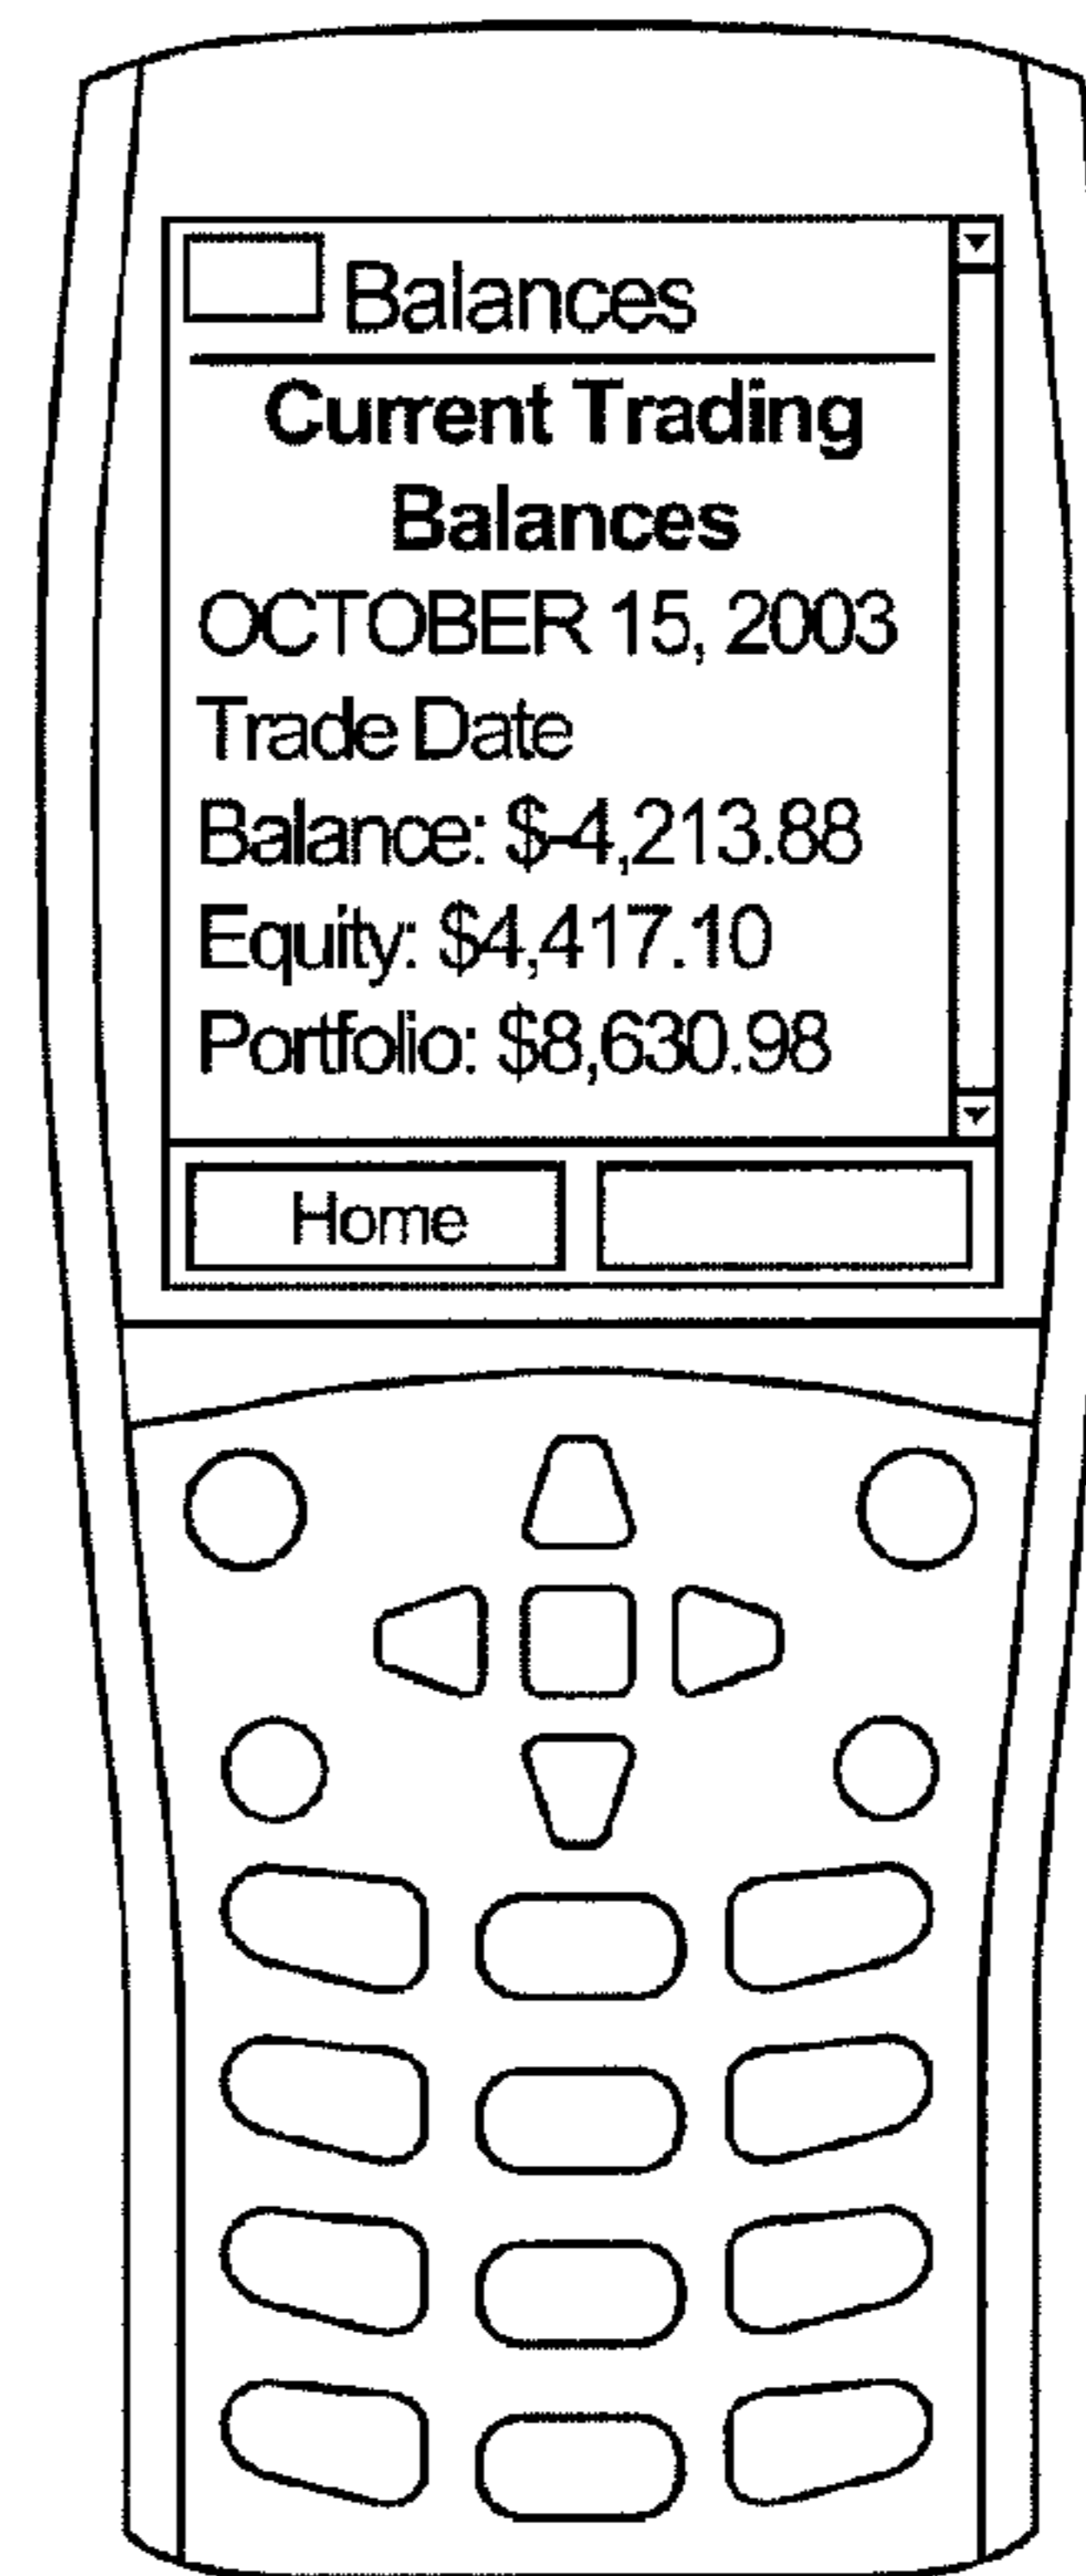 Balances
Current Trading
Balances
OCTOBER 15, 2003
Trade Date
Balance: $-4,213.88
Equity: $4,417.10
Portfolio: $8,630.98
Home